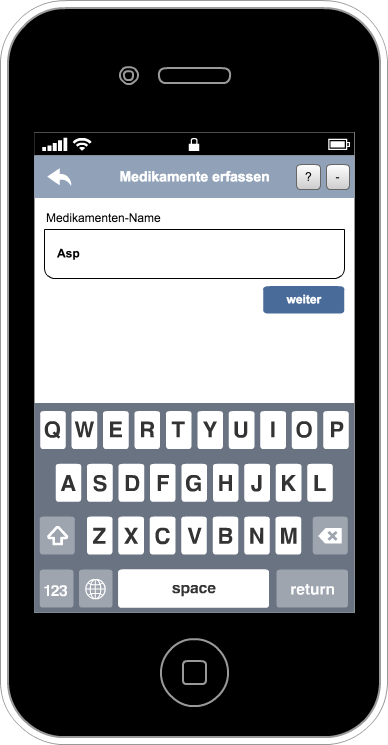 Medikamente erfassen ? -
Medikamenten-Name
Asp
weiter
Q W E R T Y U I O P
A S D F G H J K L
Z X C V B N M
123 space return